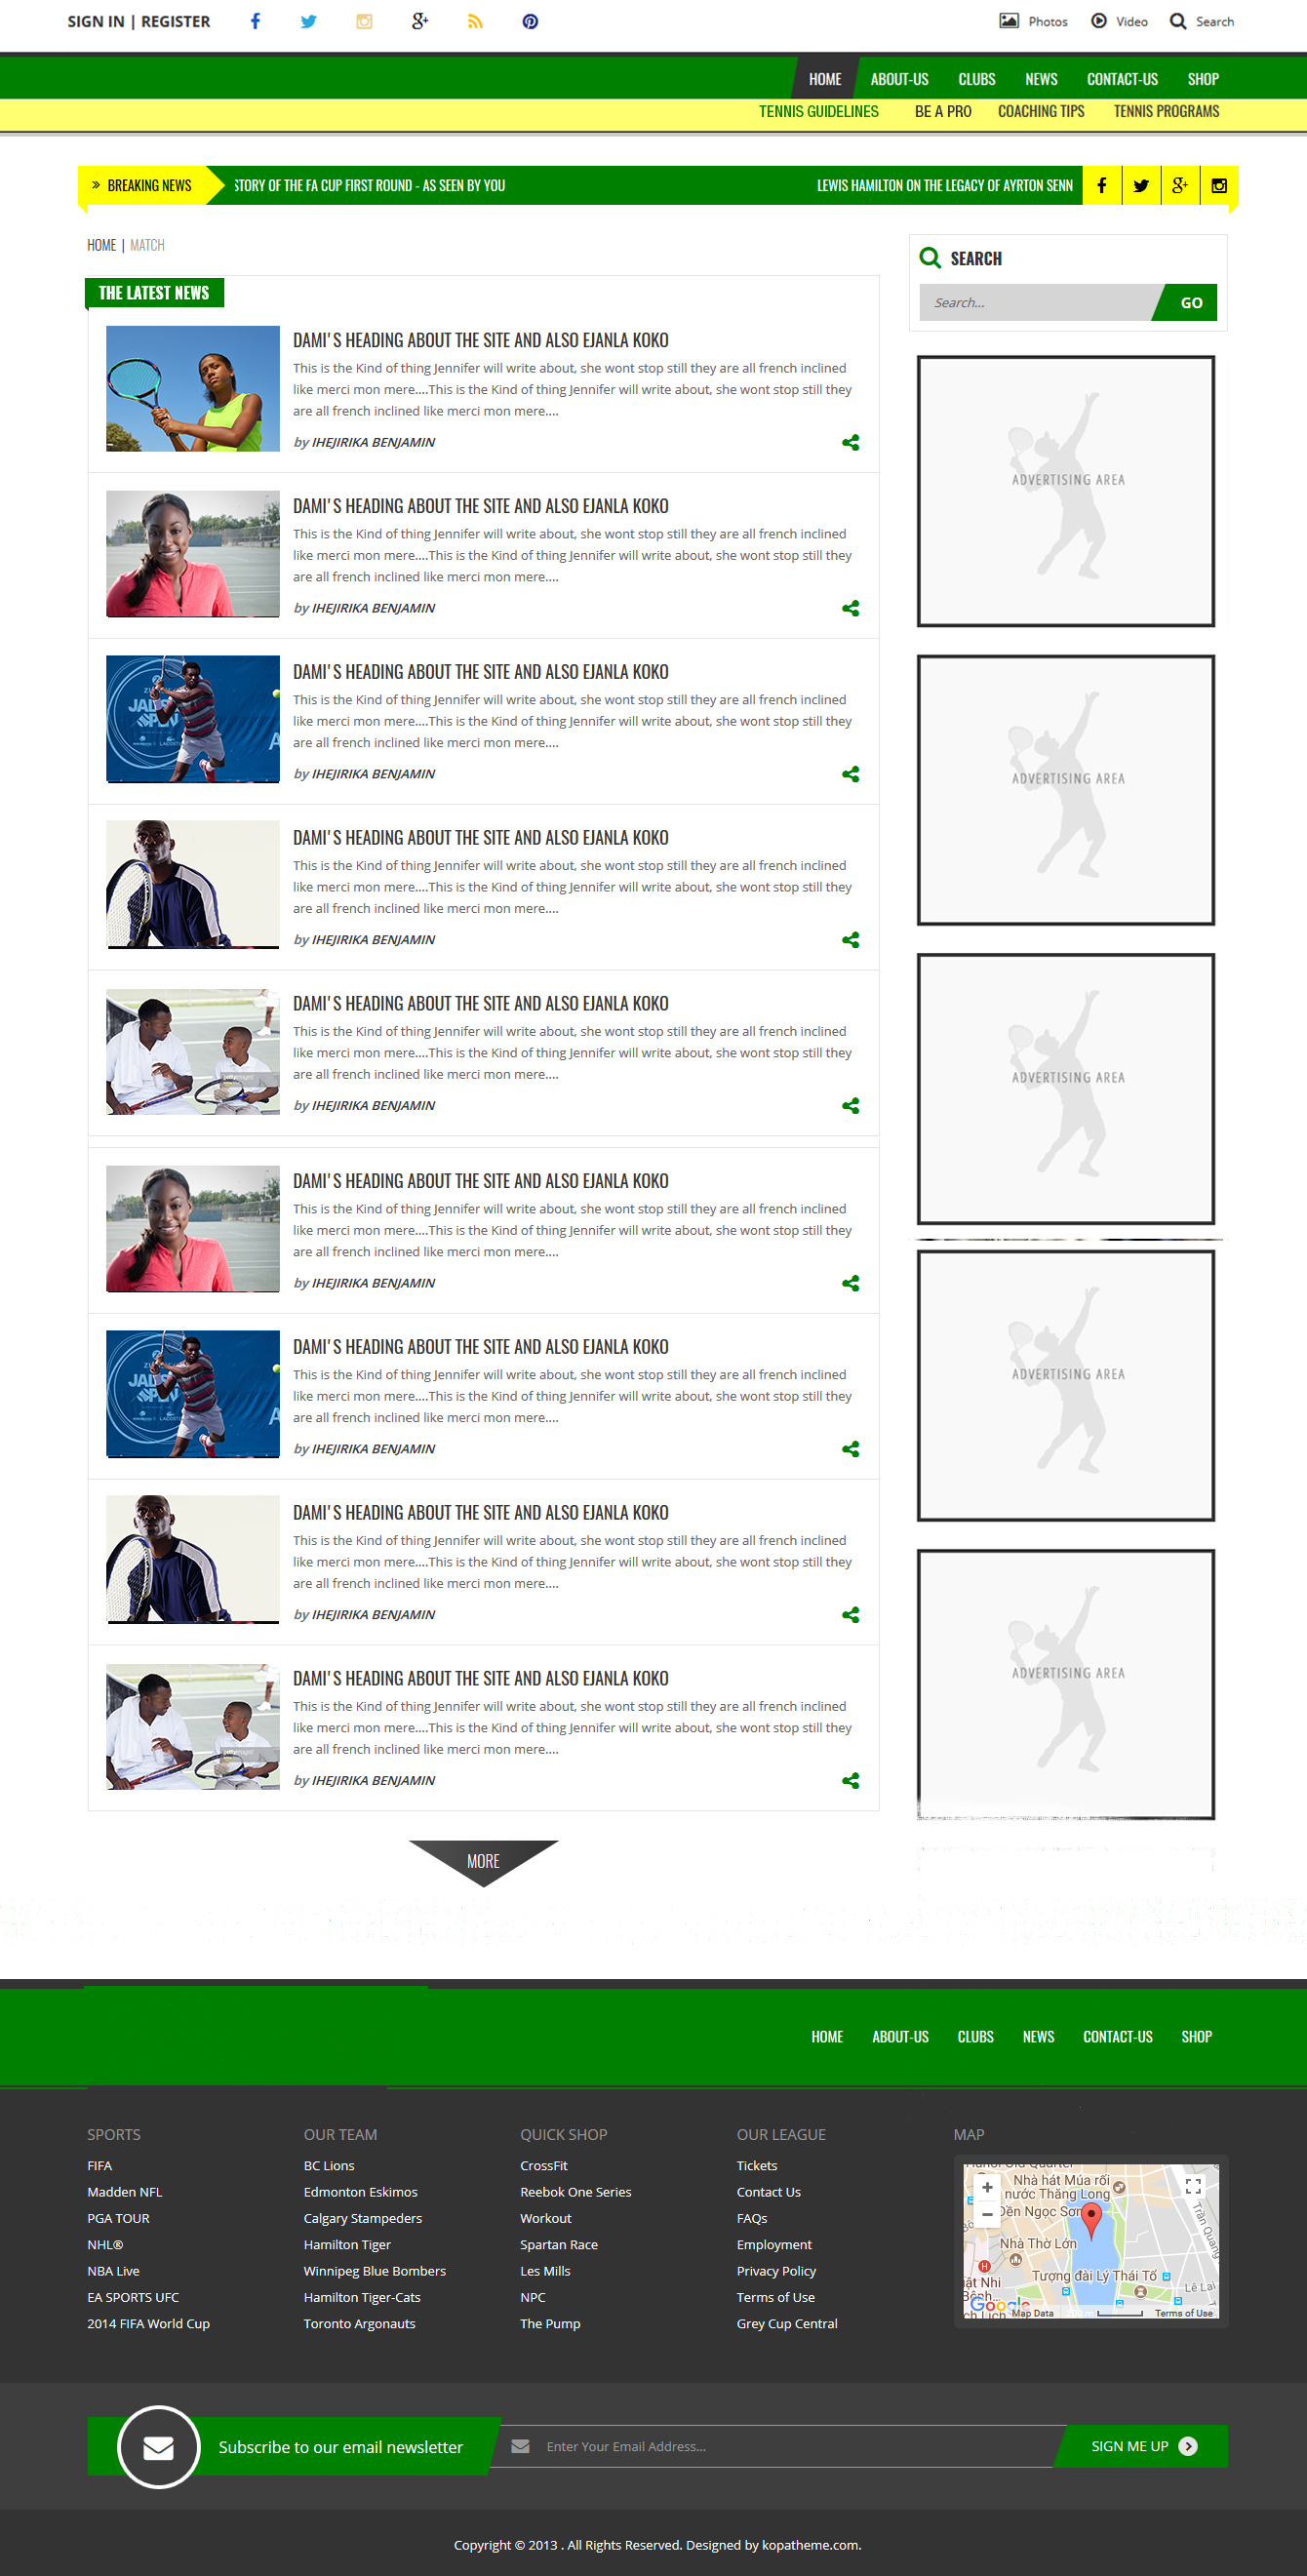 SIGN IN | REGISTER
Photos
Video
Search
HOME
ABOUT-US
CLUBS
NEWS
CONTACT-US
SHOP
TENNIS GUIDELINES
BE A PRO
COACHING TIPS
TENNIS PROGRAMS
BREAKING NEWS
STORY OF THE FA CUP FIRST ROUND - AS SEEN BY YOU
LEWIS HAMILTON ON THE LEGACY OF AYRTON SENN
HOME | MATCH
SEARCH
Search...
GO
THE LATEST NEWS
DAMI'S HEADING ABOUT THE SITE AND ALSO EJANLA KOKO
This is the Kind of thing Jennifer will write about, she wont stop still they are all french inclined
like merci mon mere....This is the Kind of thing Jennifer will write about, she wont stop still they
are all french inclined like merci mon mere....
by IHEJIRIKA BENJAMIN
DAMI'S HEADING ABOUT THE SITE AND ALSO EJANLA KOKO
This is the Kind of thing Jennifer will write about, she wont stop still they are all french inclined
like merci mon mere....This is the Kind of thing Jennifer will write about, she wont stop still they
are all french inclined like merci mon mere....
by IHEJIRIKA BENJAMIN
DAMI'S HEADING ABOUT THE SITE AND ALSO EJANLA KOKO
This is the Kind of thing Jennifer will write about, she wont stop still they are all french inclined
like merci mon mere....This is the Kind of thing Jennifer will write about, she wont stop still they
are all french inclined like merci mon mere....
by IHEJIRIKA BENJAMIN
DAMI'S HEADING ABOUT THE SITE AND ALSO EJANLA KOKO
This is the Kind of thing Jennifer will write about, she wont stop still they are all french inclined
like merci mon mere....This is the Kind of thing Jennifer will write about, she wont stop still they
are all french inclined like merci mon mere....
by IHEJIRIKA BENJAMIN
DAMI'S HEADING ABOUT THE SITE AND ALSO EJANLA KOKO
This is the Kind of thing Jennifer will write about, she wont stop still they are all french inclined
like merci mon mere....This is the Kind of thing Jennifer will write about, she wont stop still they
are all french inclined like merci mon mere....
by IHEJIRIKA BENJAMIN
DAMI'S HEADING ABOUT THE SITE AND ALSO EJANLA KOKO
This is the Kind of thing Jennifer will write about, she wont stop still they are all french inclined
like merci mon mere....This is the Kind of thing Jennifer will write about, she wont stop still they
are all french inclined like merci mon mere....
by IHEJIRIKA BENJAMIN
DAMI'S HEADING ABOUT THE SITE AND ALSO EJANLA KOKO
This is the Kind of thing Jennifer will write about, she wont stop still they are all french inclined
like merci mon mere....This is the Kind of thing Jennifer will write about, she wont stop still they
are all french inclined like merci mon mere....
by IHEJIRIKA BENJAMIN
DAMI'S HEADING ABOUT THE SITE AND ALSO EJANLA KOKO
This is the Kind of thing Jennifer will write about, she wont stop still they are all french inclined
like merci mon mere....This is the Kind of thing Jennifer will write about, she wont stop still they
are all french inclined like merci mon mere....
by IHEJIRIKA BENJAMIN
DAMI'S HEADING ABOUT THE SITE AND ALSO EJANLA KOKO
This is the Kind of thing Jennifer will write about, she wont stop still they are all french inclined
like merci mon mere....This is the Kind of thing Jennifer will write about, she wont stop still they
are all french inclined like merci mon mere....
by IHEJIRIKA BENJAMIN
MORE
ADVERTISING AREA
ADVERTISING AREA
ADVERTISING AREA
ADVERTISING AREA
ADVERTISING AREA
HOME
ABOUT-US
CLUBS
NEWS
CONTACT-US
SHOP
SPORTS
FIFA
Madden NFL
PGA TOUR
NHL®
NBA Live
EA SPORTS UFC
2014 FIFA World Cup
OUR TEAM
BC Lions
Edmonton Eskimos
Calgary Stampeders
Hamilton Tiger
Winnipeg Blue Bombers
Hamilton Tiger-Cats
Toronto Argonauts
QUICK SHOP
CrossFit
Reebok One Series
Workout
Spartan Race
Les Mills
NPC
The Pump
OUR LEAGUE
Tickets
Contact Us
FAQs
Employment
Privacy Policy
Terms of Use
Grey Cup Central
MAP
Nhà hát Múa rối
nước Thăng Long
Đền Ngọc Sơn
Nhà Thờ Lớn
Tượng đài Lý Thái Tổ
Trần Quang
Lê Lai
Google
Map Data
Terms of Use
Subscribe to our email newsletter
Enter Your Email Address...
SIGN ME UP
Copyright © 2013 . All Rights Reserved. Designed by kopatheme.com.